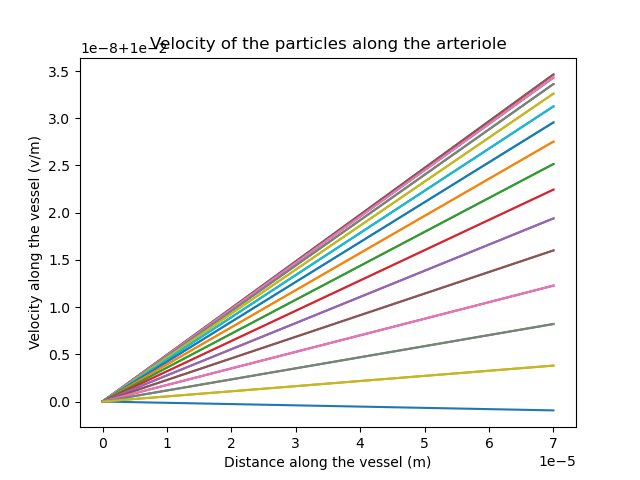 Velocity of the particles along the arteriole
1e−8+1e−2
3.5
3.0
2.5
2.0
1.5
1.0
0.5
0.0
Velocity along the vessel (v/m)
0 1 2 3 4 5 6 7
1e−5
Distance along the vessel (m)